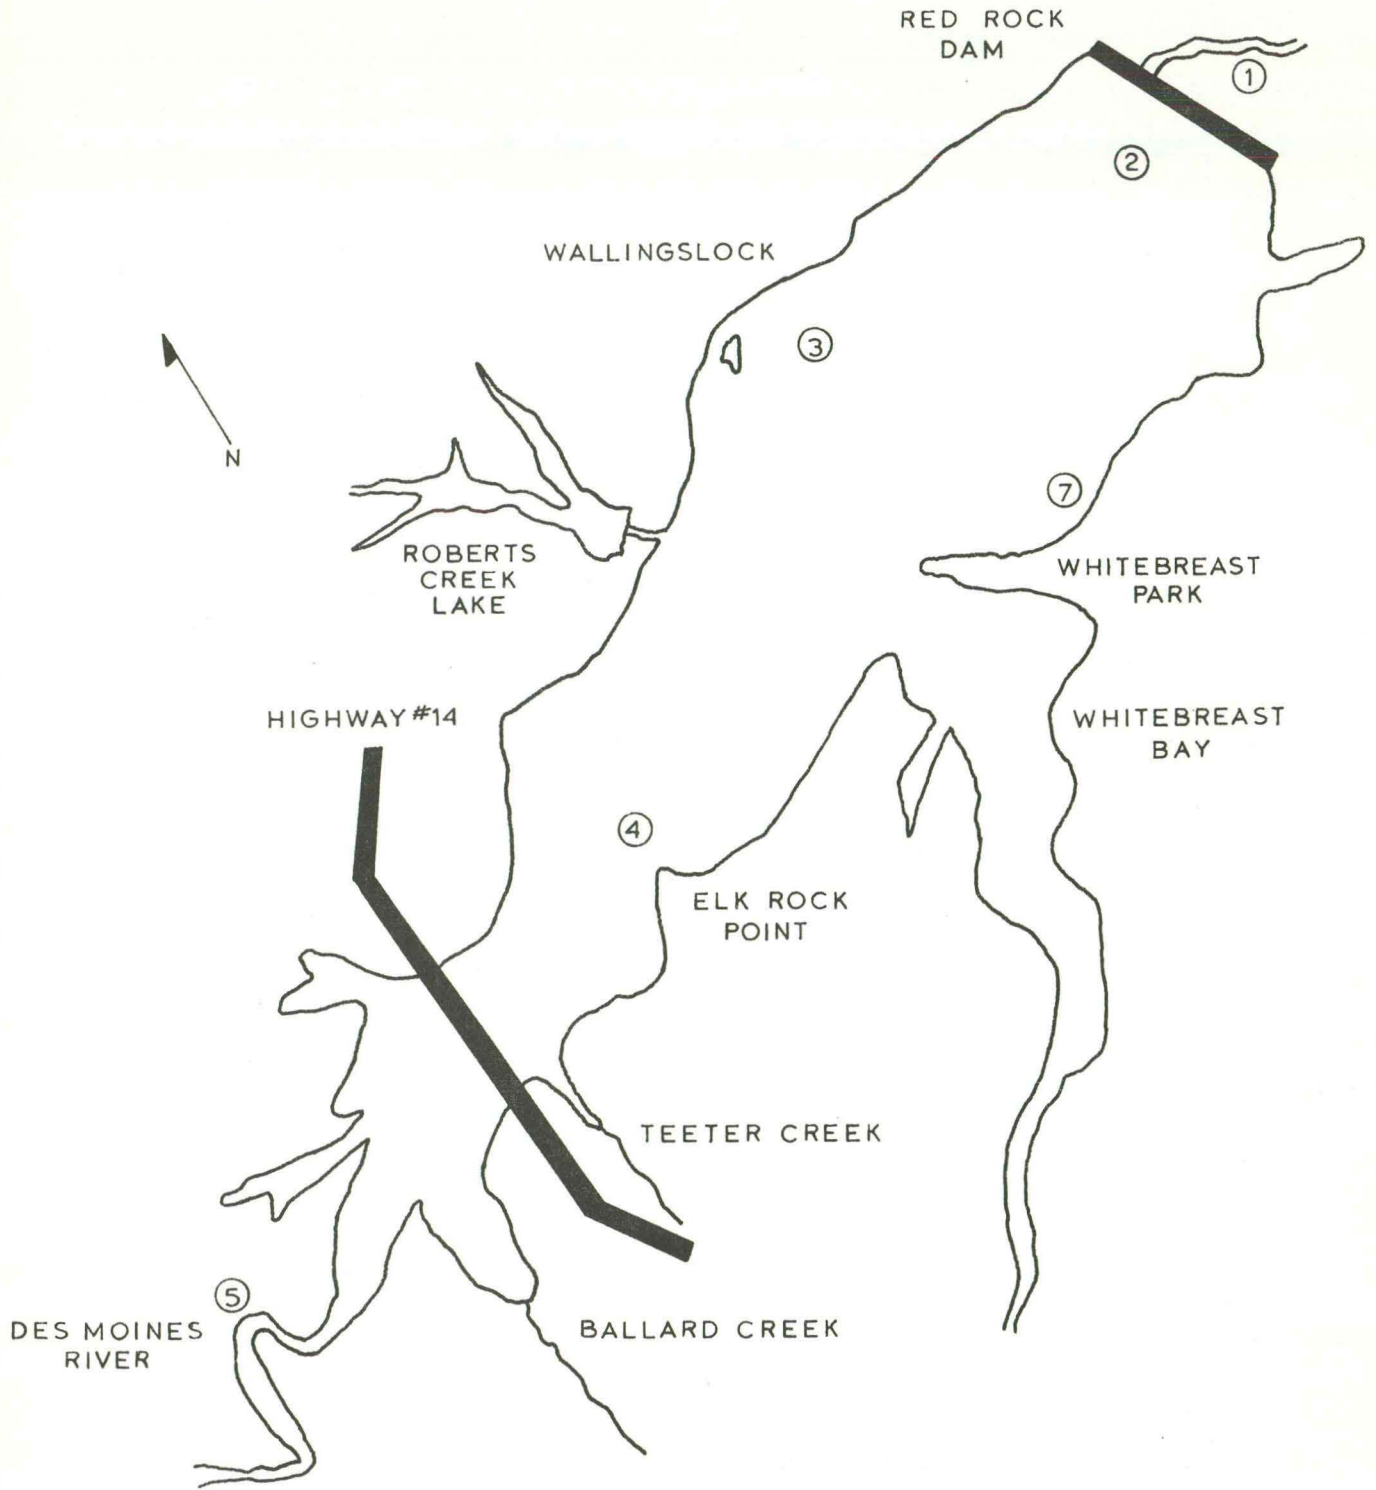 RED ROCK
DAM
1
2
WALLINGSLOCK
3
N
7
ROBERTS
CREEK
LAKE
WHITEBREAST
PARK
HIGHWAY #14
WHITEBREAST
BAY
4
ELK ROCK
POINT
TEETER CREEK
5
DES MOINES
RIVER
BALLARD CREEK